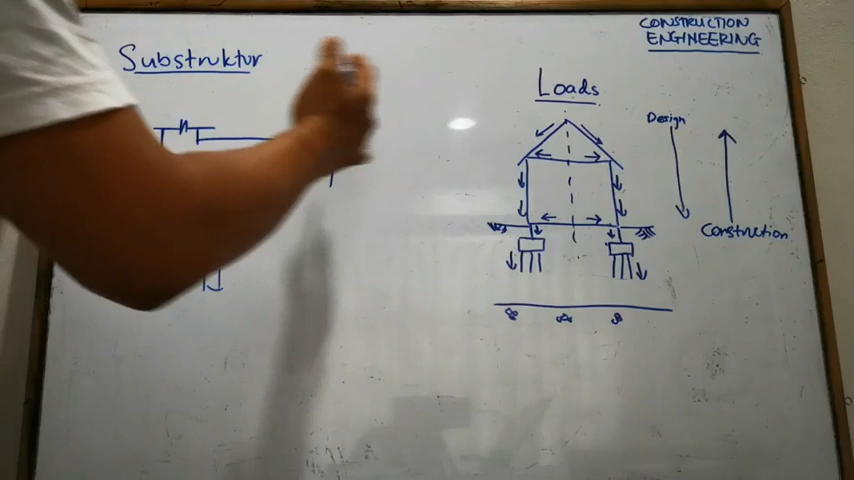 Substruktur
CONSTRUCTION
ENGINEERING
Loads
Design
Construction